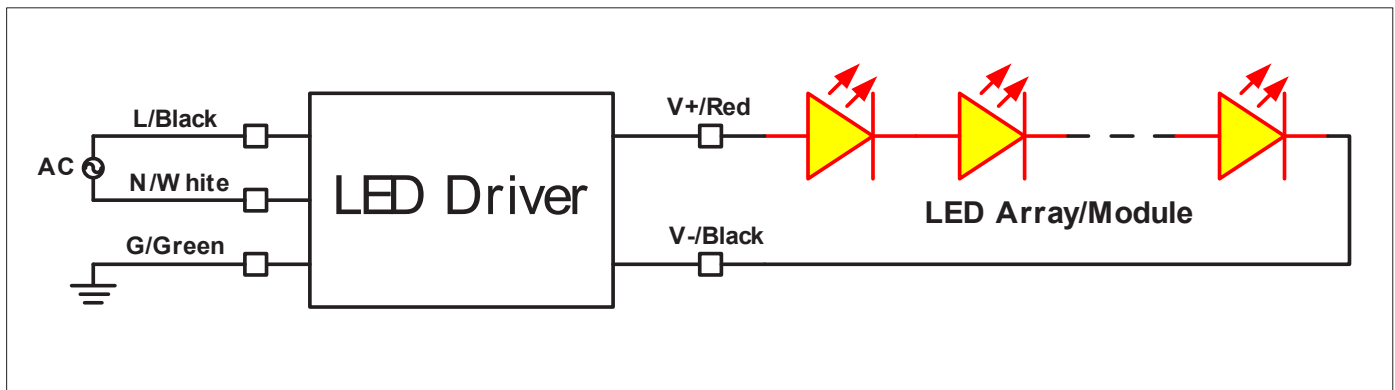 L/Black
AC
N/White
G/Green
LED Driver
V+/Red
V-/Black
LED Array/Module